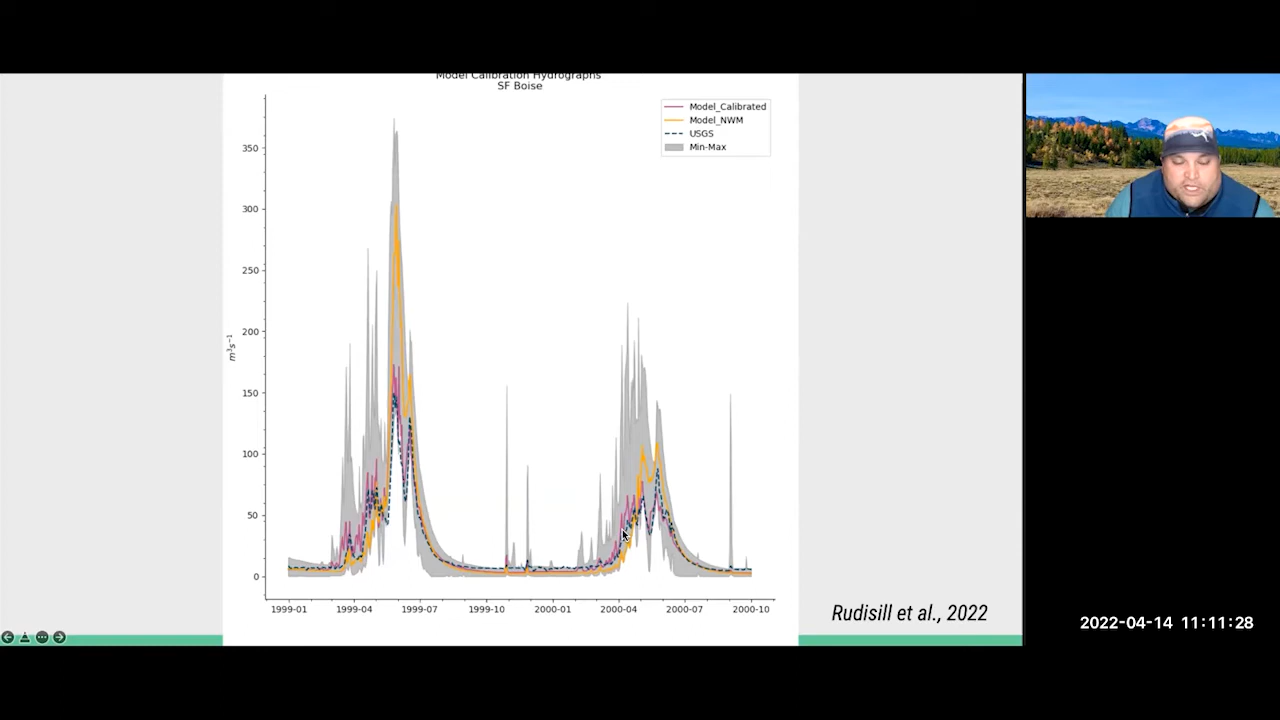 Model Calibration Hydrographs
SF Boise
Model_Calibrated
Model_NWM
USGS
Min-Max
350
300
250
200
150
100
50
0
m³s⁻¹
1999-01 1999-04 1999-07 1999-10 2000-01 2000-04 2000-07 2000-10
Rudisill et al., 2022
2022-04-14 11:11:28